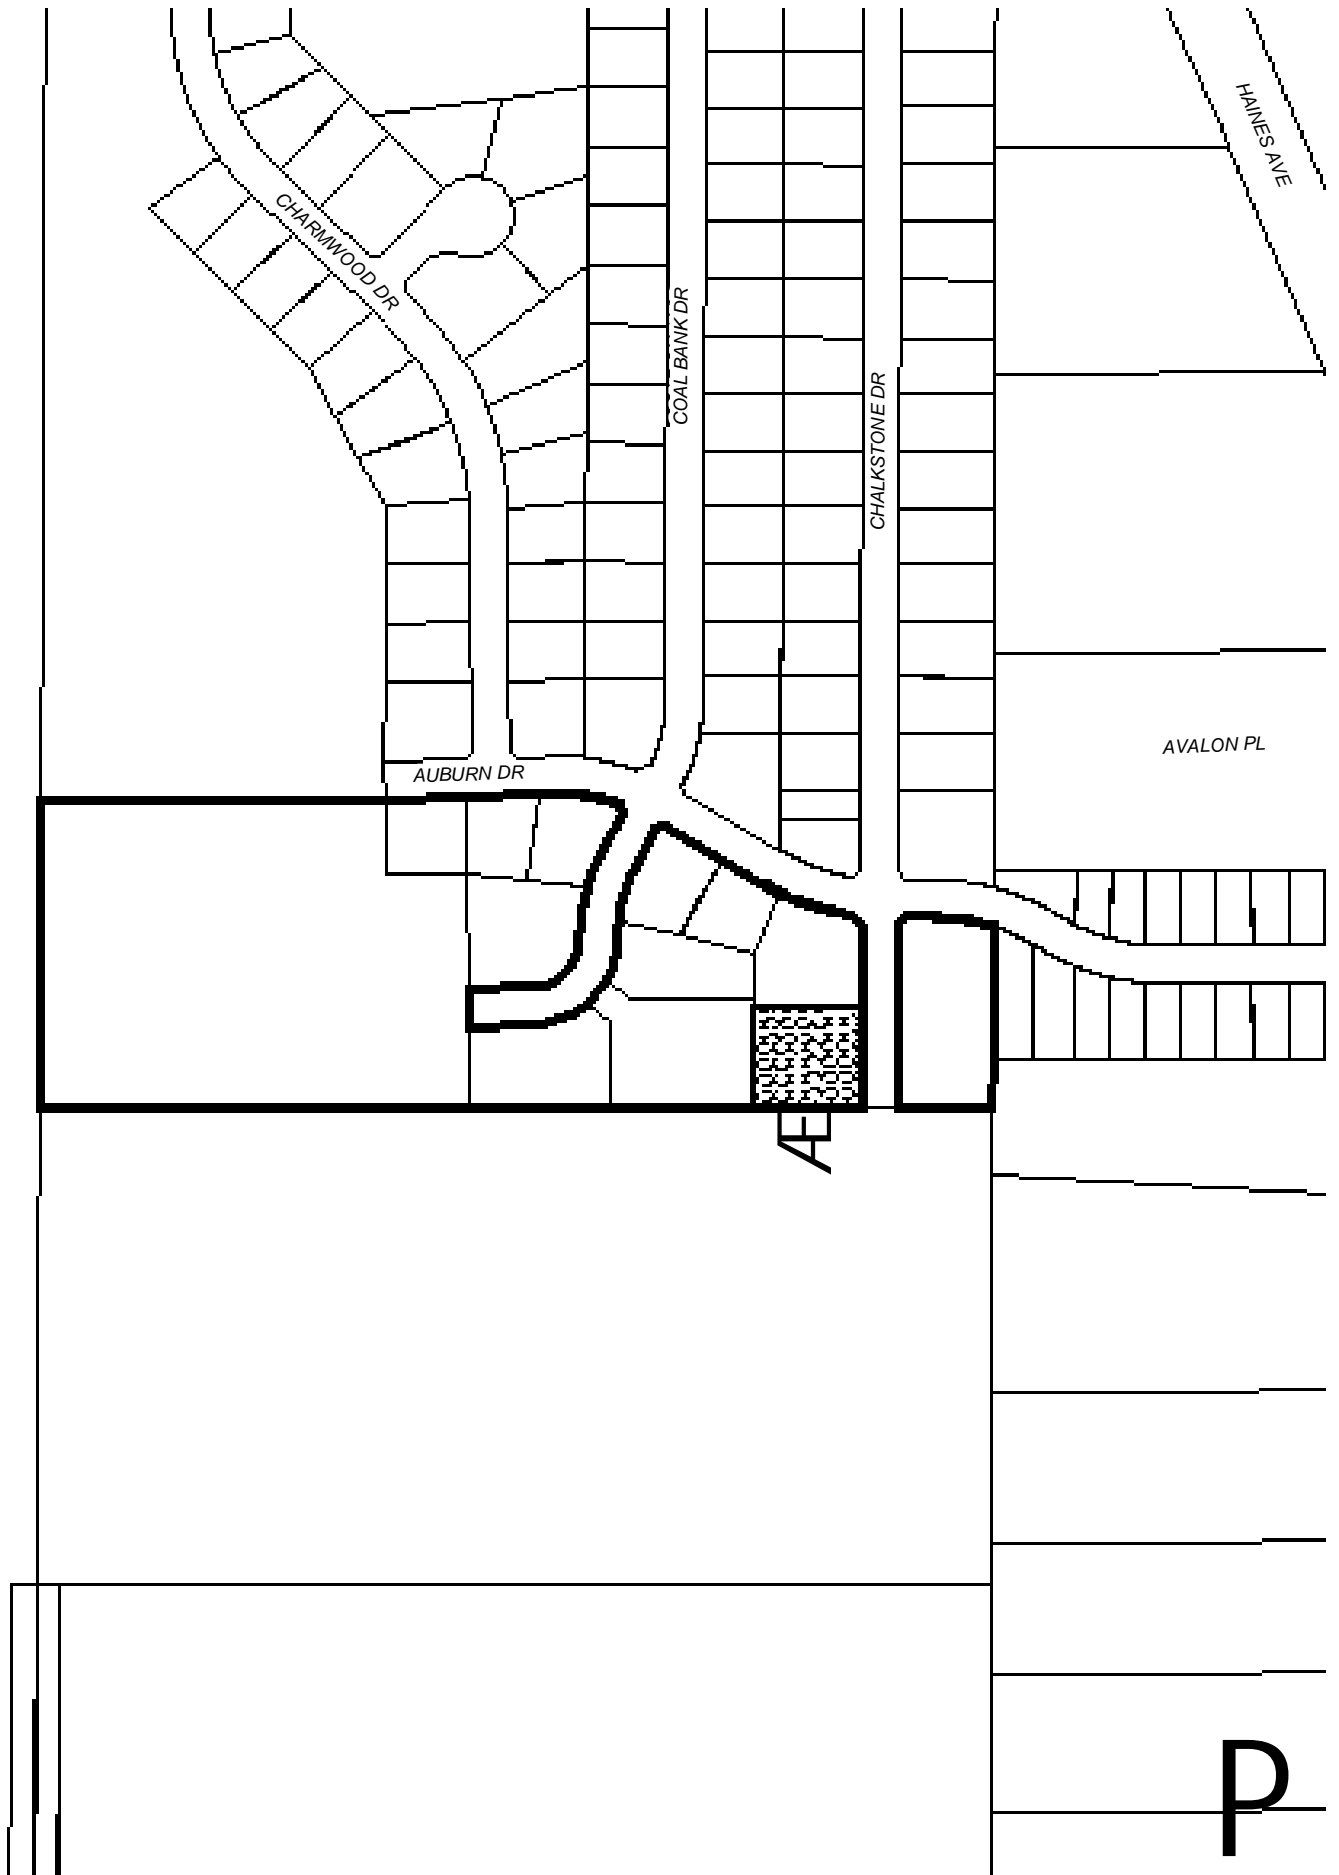 HAINES AVE
CHARMWOOD DR
COAL BANK DR
CHALKSTONE DR
AVALON PL
AUBURN DR
Æ
P